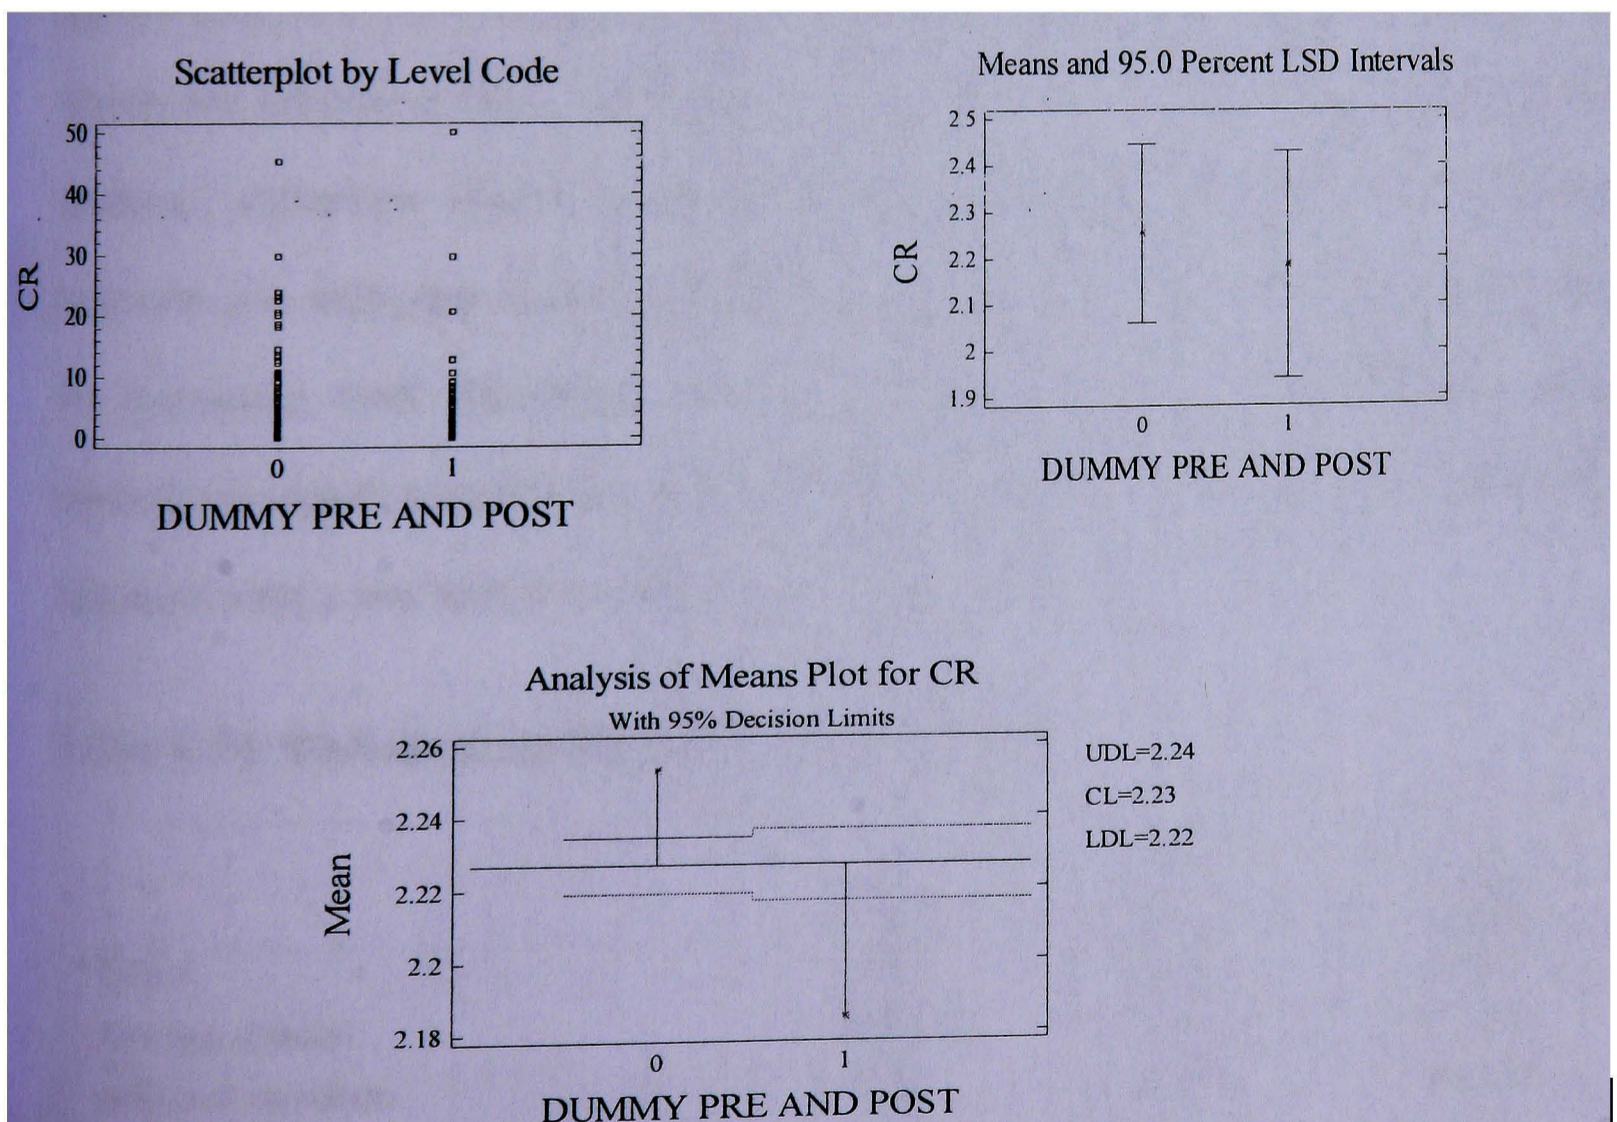 Scatterplot by Level Code
50
40
30
20
10
0
CR
0 1
DUMMY PRE AND POST
Means and 95.0 Percent LSD Intervals
2 5
2.4
2.3
2.2
2.1
2
1.9
CR
0 1
DUMMY PRE AND POST
Analysis of Means Plot for CR
With 95% Decision Limits
2.26
2.24
2.22
2.2
2.18
Mean
0 1
DUMMY PRE AND POST
UDL=2.24
CL=2.23
LDL=2.22